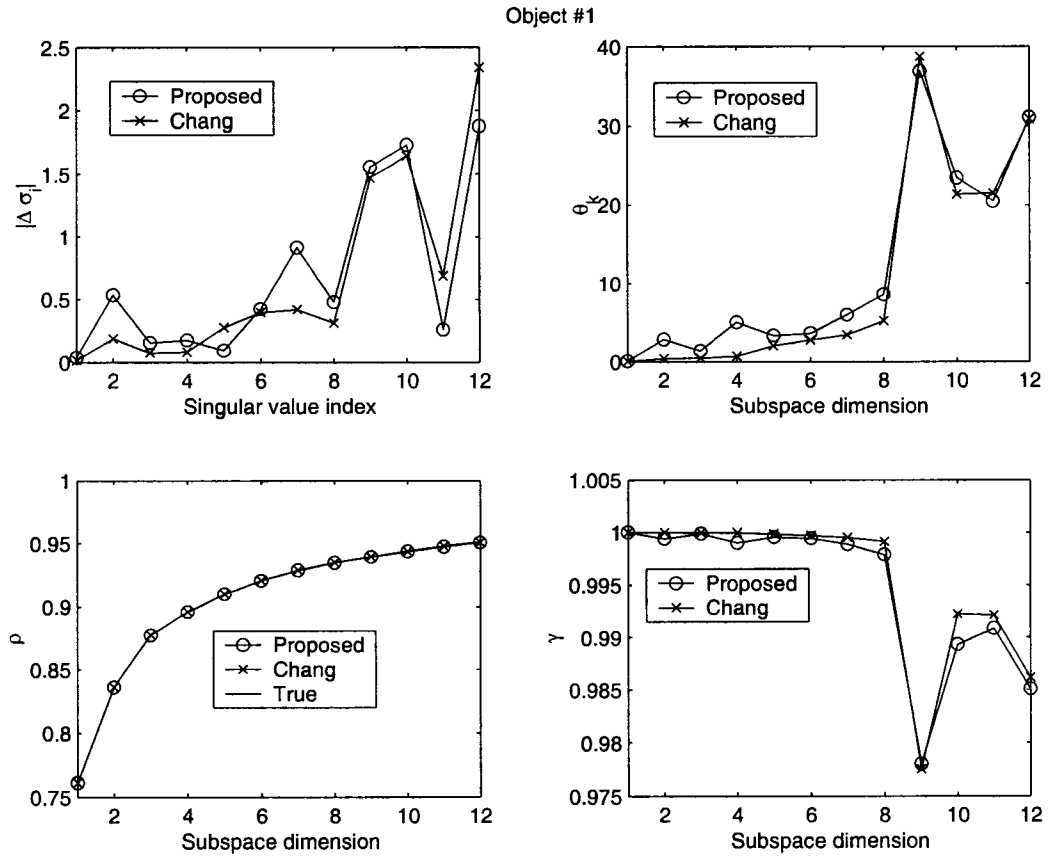 Object #1
2.5
2
1.5
1
0.5
0
|Δ σi|
Proposed
Chang
2 4 6 8 10 12
Singular value index
40
30
20
10
0
θk
Proposed
Chang
2 4 6 8 10 12
Subspace dimension
1
0.95
0.9
0.85
0.8
0.75
ρ
Proposed
Chang
True
2 4 6 8 10 12
Subspace dimension
1.005
1
0.995
0.99
0.985
0.98
0.975
γ
Proposed
Chang
2 4 6 8 10 12
Subspace dimension